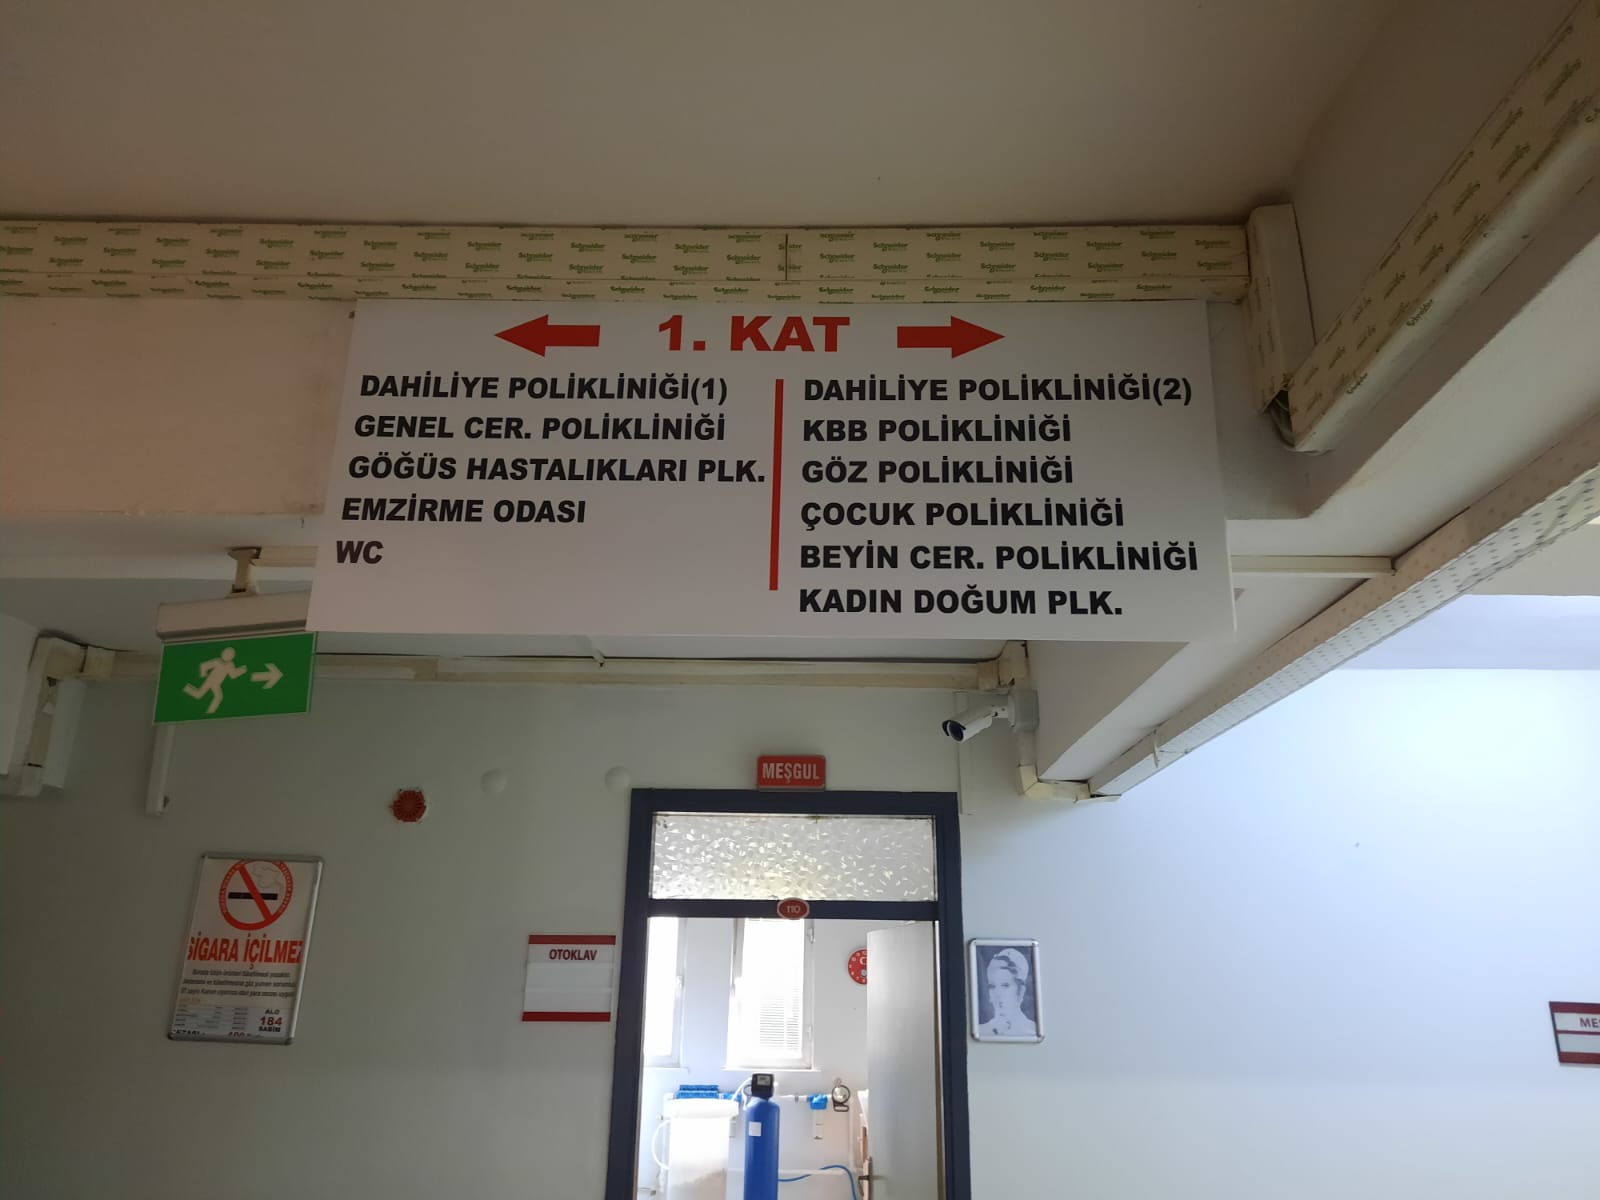 1. KAT
DAHİLİYE POLİKLİNİĞİ(1)
GENEL CER. POLİKLİNİĞİ
GÖĞÜS HASTALIKLARI PLK.
EMZİRME ODASI
WC
DAHİLİYE POLİKLİNİĞİ(2)
KBB POLİKLİNİĞİ
GÖZ POLİKLİNİĞİ
ÇOCUK POLİKLİNİĞİ
BEYİN CER. POLİKLİNİĞİ
KADIN DOĞUM PLK.
MEŞGUL
110
SİGARA İÇİLMEZ
ALO
184
SABİM
OTOKLAV
Schneider